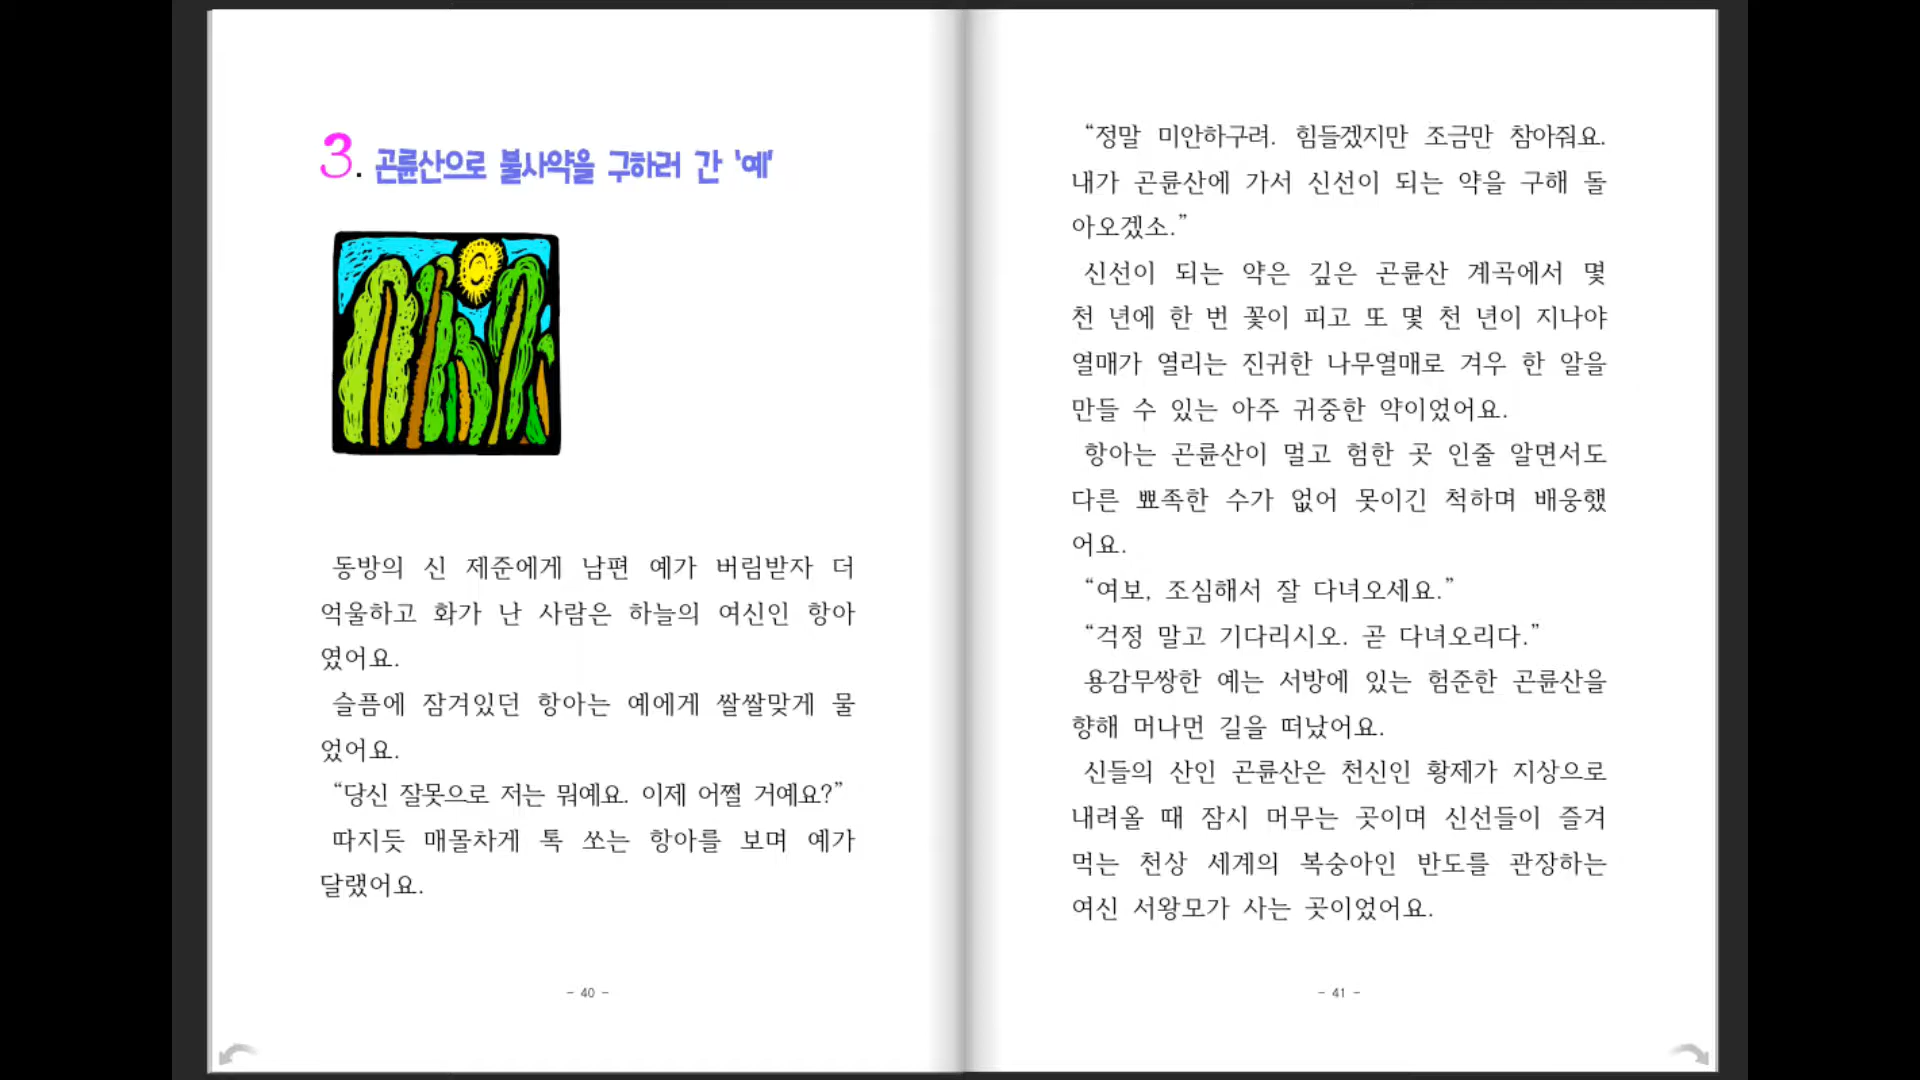 3. 곤륜산으로 불사약을 구하러 간 '예'
동방의 신 제준에게 남편 예가 버림받자 더
억울하고 화가 난 사람은 하늘의 여신인 항아
였어요.
슬픔에 잠겨있던 항아는 예에게 쌀쌀맞게 물
었어요.
“당신 잘못으로 저는 뭐예요. 이제 어쩔 거예요?”
따지듯 매몰차게 톡 쏘는 항아를 보며 예가
달랬어요.
- 40 -
“정말 미안하구려. 힘들겠지만 조금만 참아줘요.
내가 곤륜산에 가서 신선이 되는 약을 구해 돌
아오겠소.”
신선이 되는 약은 깊은 곤륜산 계곡에서 몇
천 년에 한 번 꽃이 피고 또 몇 천 년이 지나야
열매가 열리는 진귀한 나무열매로 겨우 한 알을
만들 수 있는 아주 귀중한 약이었어요.
항아는 곤륜산이 멀고 험한 곳 인줄 알면서도
다른 뾰족한 수가 없어 못이긴 척하며 배웅했
어요.
“여보, 조심해서 잘 다녀오세요.”
“걱정 말고 기다리시오. 곧 다녀오리다.”
용감무쌍한 예는 서방에 있는 험준한 곤륜산을
향해 머나먼 길을 떠났어요.
신들의 산인 곤륜산은 천신인 황제가 지상으로
내려올 때 잠시 머무는 곳이며 신선들이 즐겨
먹는 천상 세계의 복숭아인 반도를 관장하는
여신 서왕모가 사는 곳이었어요.
- 41 -